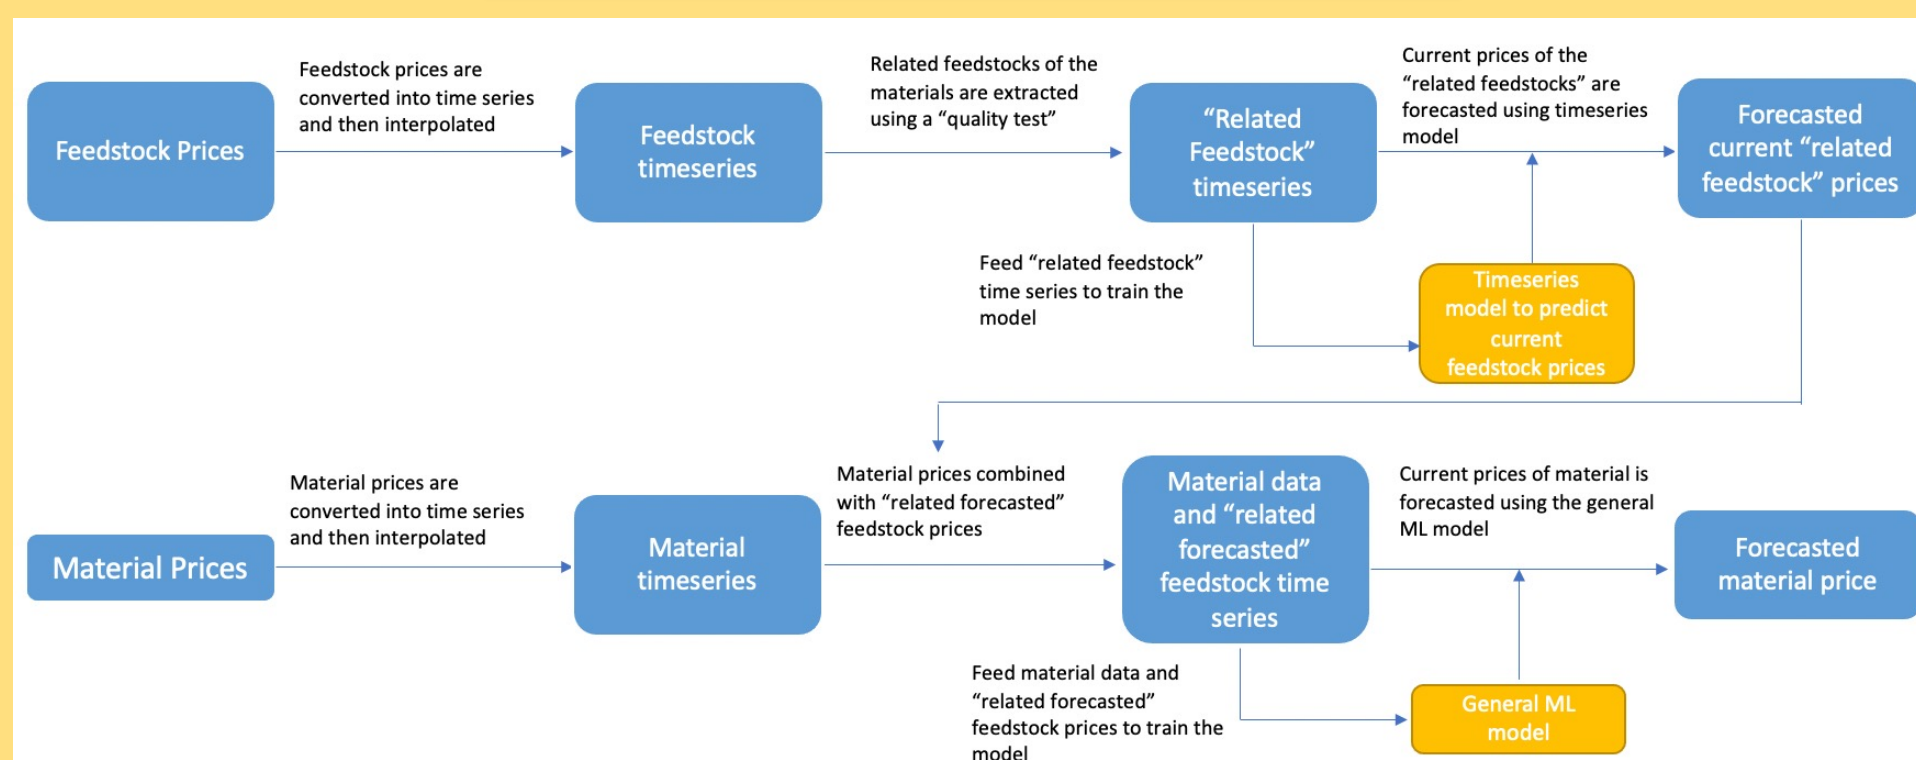 Feedstock Prices
Feedstock prices are
converted into time series
and then interpolated
Feedstock
timeseries
Related feedstocks of the
materials are extracted
using a “quality test”
“Related
Feedstock”
timeseries
Current prices of the
“related feedstocks” are
forecasted using timeseries
model
Forecasted
current “related
feedstock” prices
Feed “related feedstock”
time series to train the
model
Timeseries
model to predict
current
feedstock prices
Material Prices
Material prices are
converted into time series
and then interpolated
Material
timeseries
Material prices combined
with “related forecasted”
feedstock prices
Material data
and “related
forecasted”
feedstock time
series
Current prices of material is
forecasted using the general
ML model
Forecasted
material price
Feed material data and
“related forecasted”
feedstock prices to train the
model
General ML
model